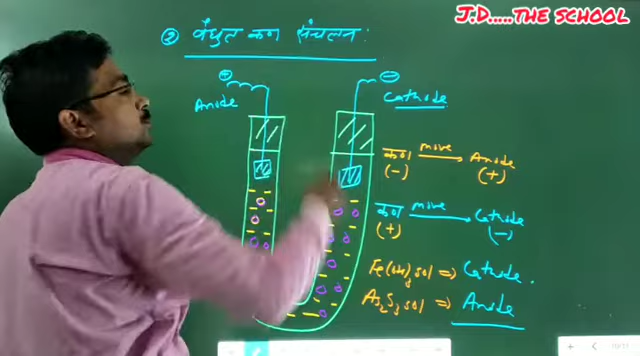 J.D.....THE SCHOOL
② वैधुत कण संचलन :
⊕ ⊖
Anode Cathode
कण move → Anode
(-) (+)
कण move → Cathode
(+) (-)
Fe(OH)₃ sol ⇒ Cathode.
As₂S₃ sol ⇒ Anode